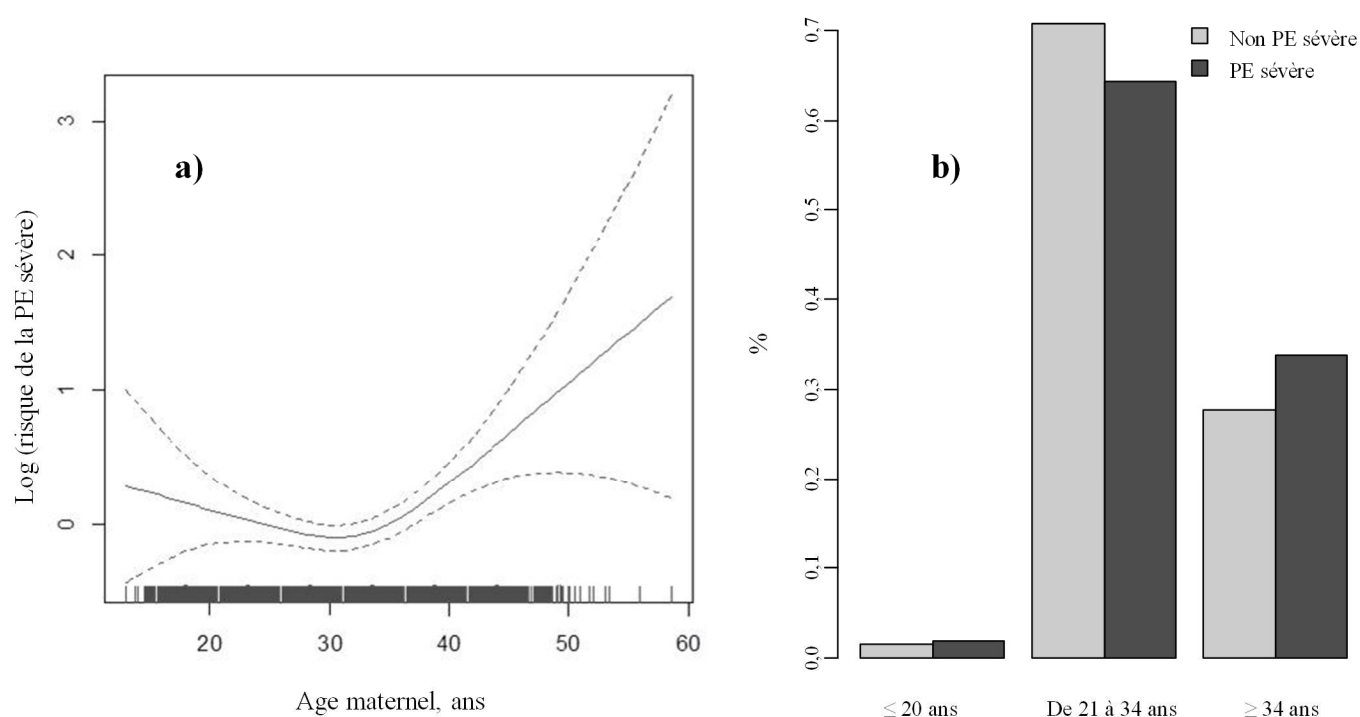 a)
Log (risque de la PE sévère)
3
2
1
0
20 30 40 50 60
Age maternel, ans
b)
%
0,7
0,6
0,5
0,4
0,3
0,2
0,1
0,0
Non PE sévère
PE sévère
≤ 20 ans De 21 à 34 ans ≥ 34 ans